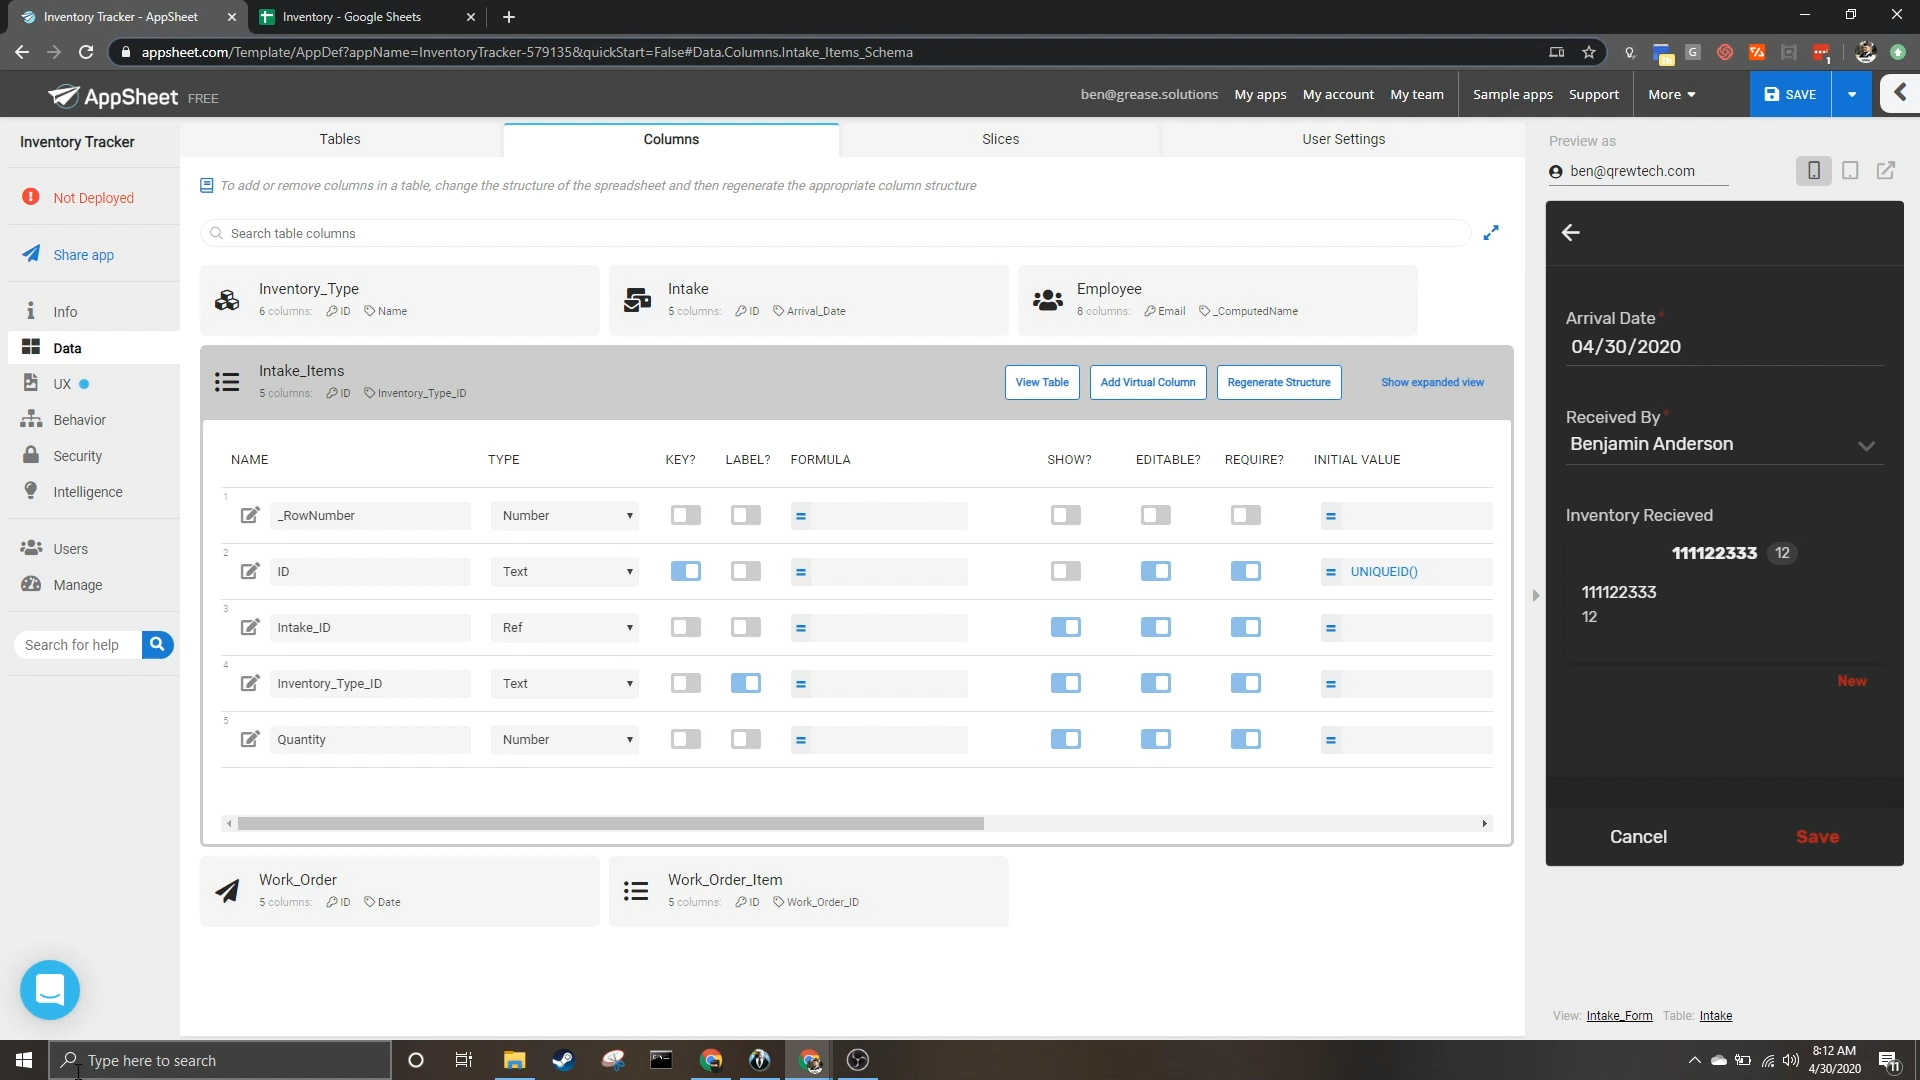 Inventory Tracker - AppSheet
Inventory - Google Sheets
appsheet.com/Template/AppDef?appName=InventoryTracker-579135&quickStart=False#Data.Columns.Intake_Items_Schema
AppSheet FREE
ben@grease.solutions My apps My account My team Sample apps Support More SAVE
Inventory Tracker
Not Deployed
Share app
Info
Data
UX
Behavior
Security
Intelligence
Users
Manage
Search for help
Tables Columns Slices User Settings
To add or remove columns in a table, change the structure of the spreadsheet and then regenerate the appropriate column structure
Search table columns
Inventory_Type
6 columns: ID Name
Intake
5 columns: ID Arrival_Date
Employee
8 columns: Email _ComputedName
Intake_Items
5 columns: ID Inventory_Type_ID
View Table Add Virtual Column Regenerate Structure Show expanded view
NAME TYPE KEY? LABEL? FORMULA SHOW? EDITABLE? REQUIRE? INITIAL VALUE
1 _RowNumber Number = =
2 ID Text = = UNIQUEID()
3 Intake_ID Ref = =
4 Inventory_Type_ID Text = =
5 Quantity Number = =
Work_Order
5 columns: ID Date
Work_Order_Item
5 columns: ID Work_Order_ID
Preview as
ben@qrewtech.com
Arrival Date*
04/30/2020
Received By*
Benjamin Anderson
Inventory Recieved
111122333 12
111122333
12
New
Cancel Save
View: Intake_Form Table: Intake
Type here to search
8:12 AM
4/30/2020
11